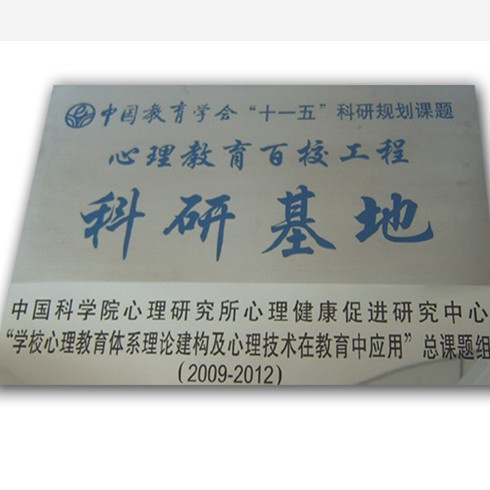 中国教育学会“十一五”科研规划课题
心理教育百校工程
科研基地
中国科学院心理研究所心理健康促进研究中心
“学校心理教育体系理论建构及心理技术在教育中应用”总课题组
(2009-2012)